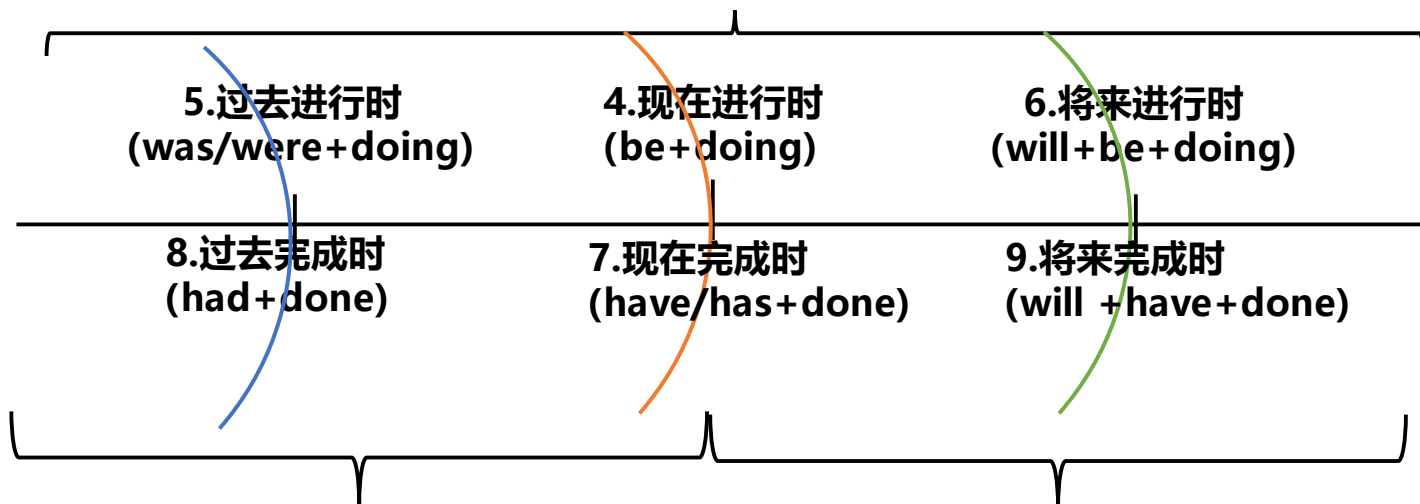 5.过去进行时
(was/were+doing)
4.现在进行时
(be+doing)
6.将来进行时
(will+be+doing)
8.过去完成时
(had+done)
7.现在完成时
(have/has+done)
9.将来完成时
(will +have+done)